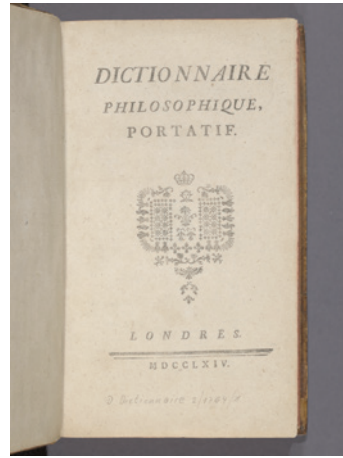 DICTIONNAIRE
PHILOSOPHIQUE,
PORTATIF.
LONDRES.
MDCCLXIV.